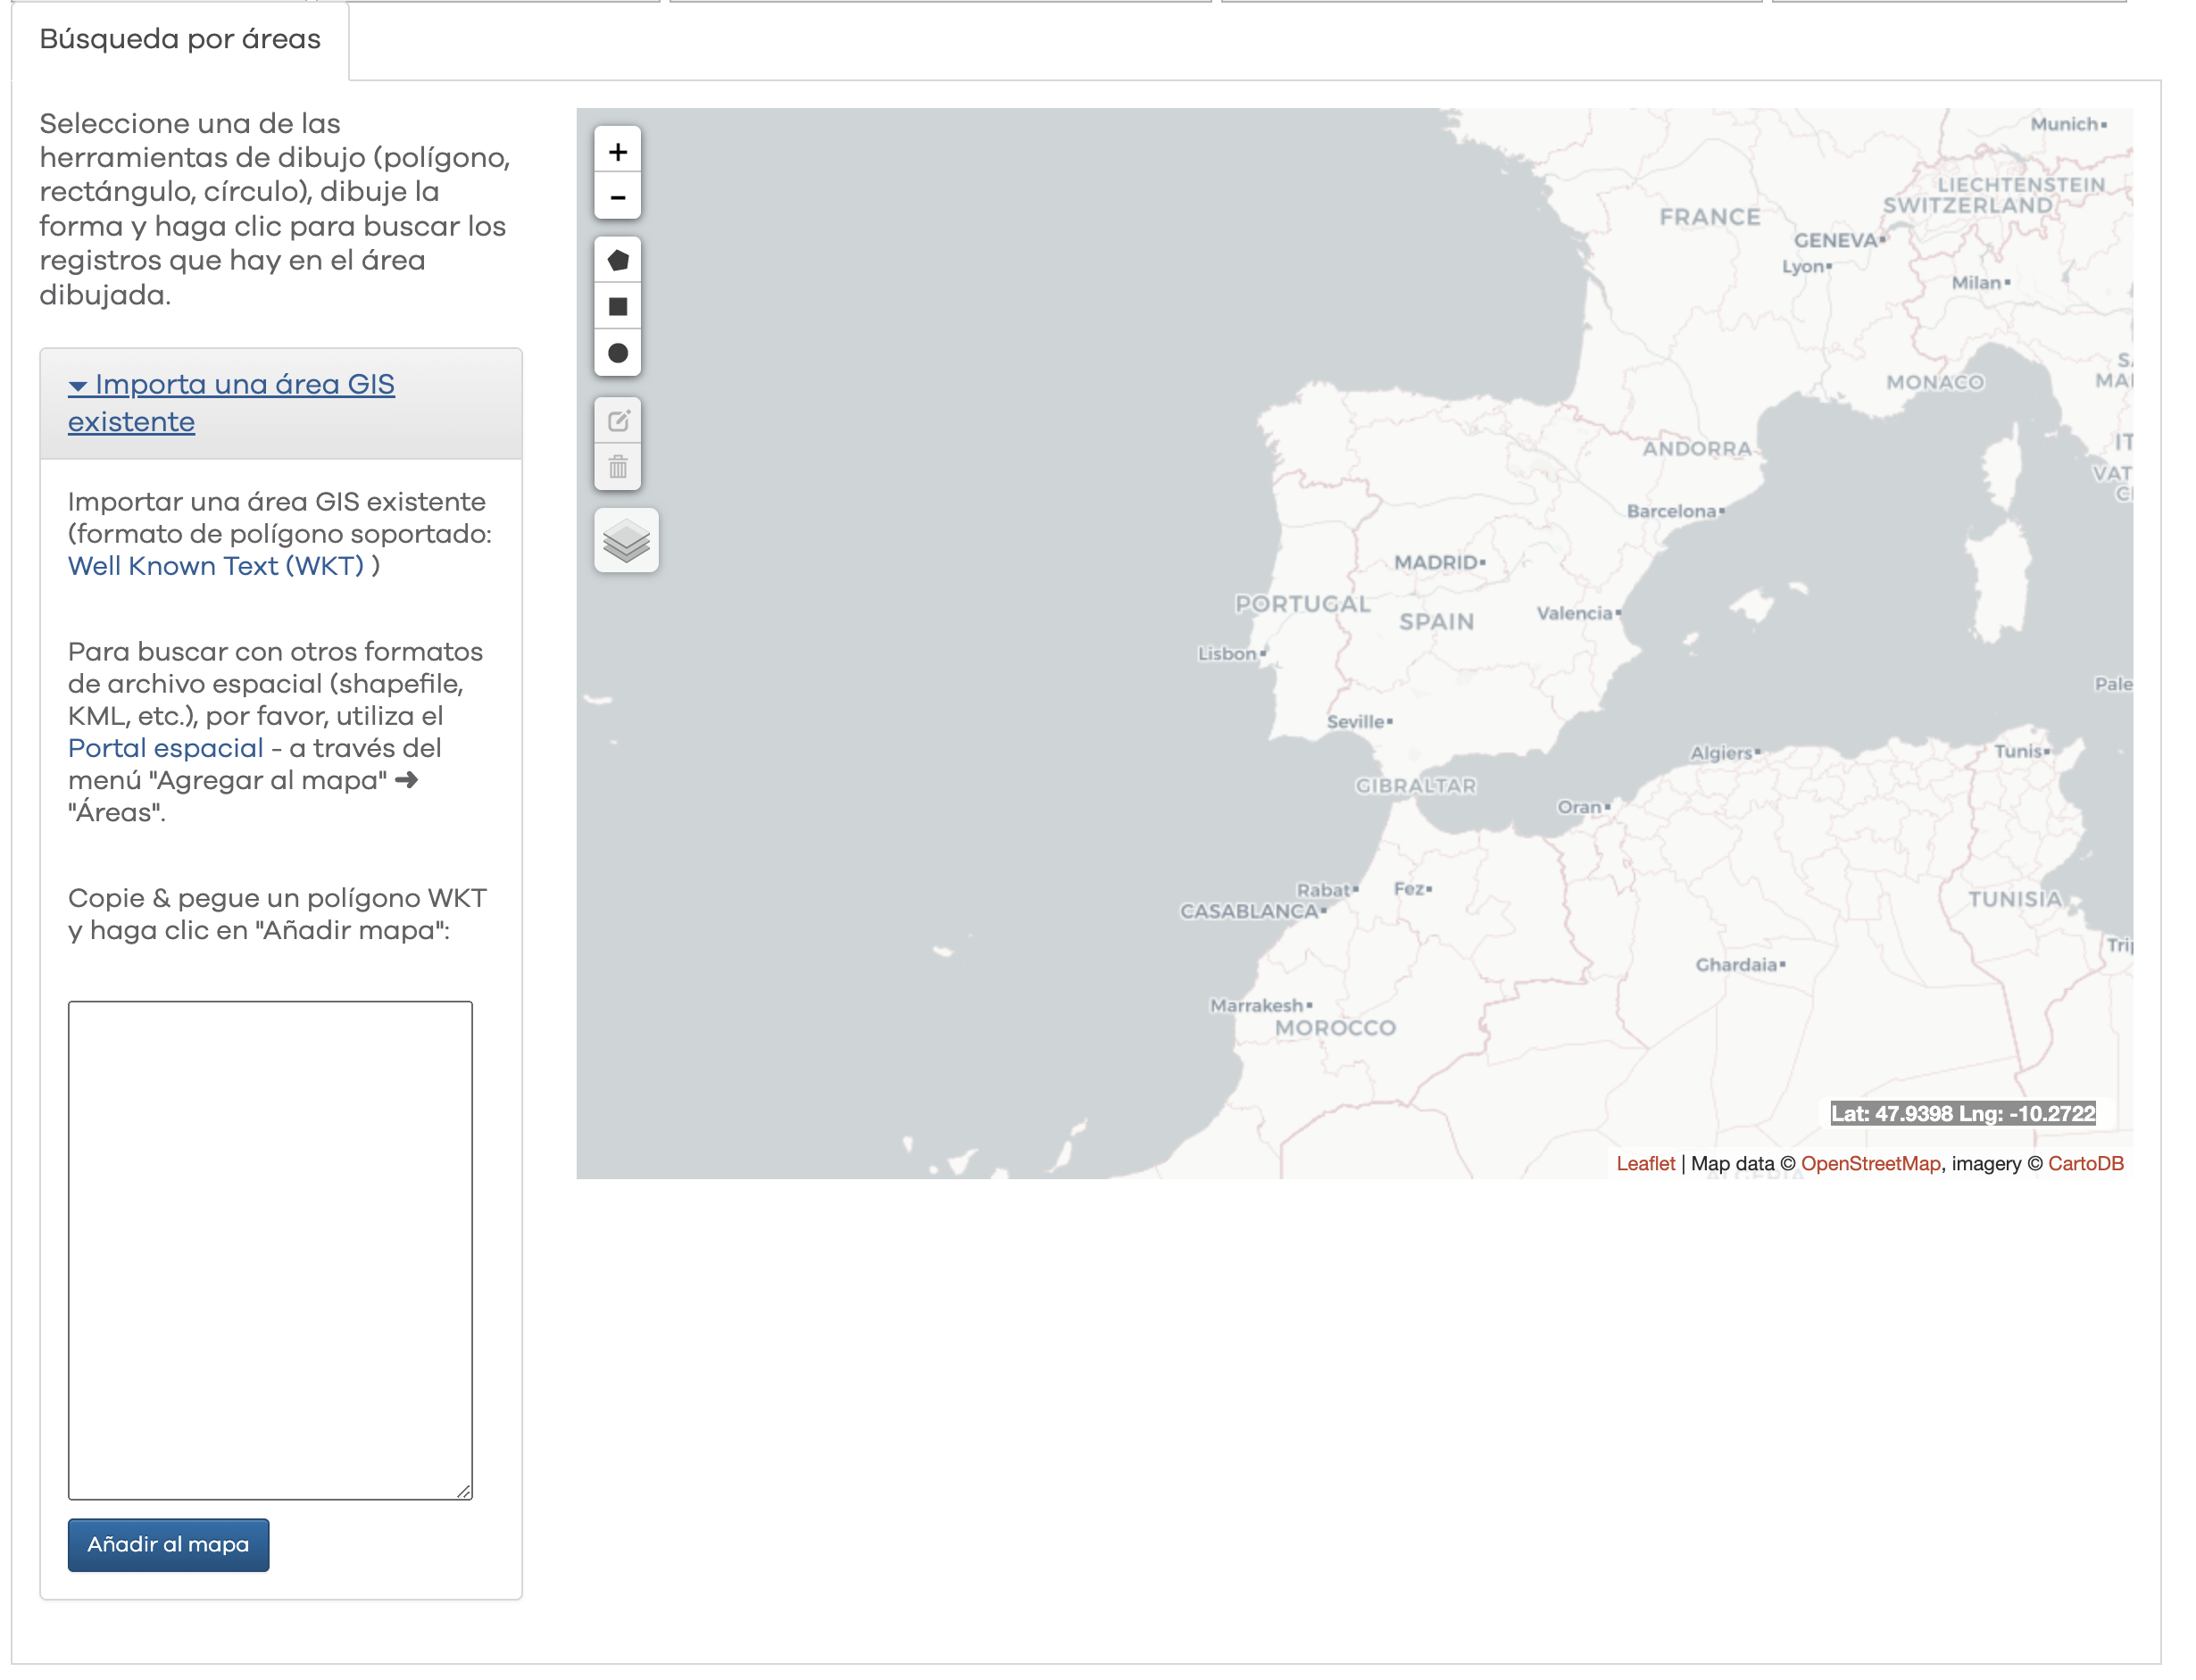 Búsqueda por áreas
Seleccione una de las
herramientas de dibujo (polígono,
rectángulo, círculo), dibuje la
forma y haga clic para buscar los
registros que hay en el área
dibujada.
Importa una área GIS
existente
Importar una área GIS existente
(formato de polígono soportado:
Well Known Text (WKT) )
Para buscar con otros formatos
de archivo espacial (shapefile,
KML, etc.), por favor, utiliza el
Portal espacial - a través del
menú "Agregar al mapa" ➜
"Áreas".
Copie & pegue un polígono WKT
y haga clic en "Añadir mapa":
Añadir al mapa
+
-
Munich
LIECHTENSTEIN
SWITZERLAND
FRANCE
GENEVA
Lyon
Milan
MONACO
ANDORRA
Barcelona
MADRID
PORTUGAL
SPAIN
Valencia
Lisbon
Seville
Algiers
Tunis
GIBRALTAR
Oran
Rabat
Fez
CASABLANCA
TUNISIA
Ghardaia
Marrakesh
MOROCCO
Lat: 47.9398 Lng: -10.2722
Leaflet | Map data © OpenStreetMap, imagery © CartoDB